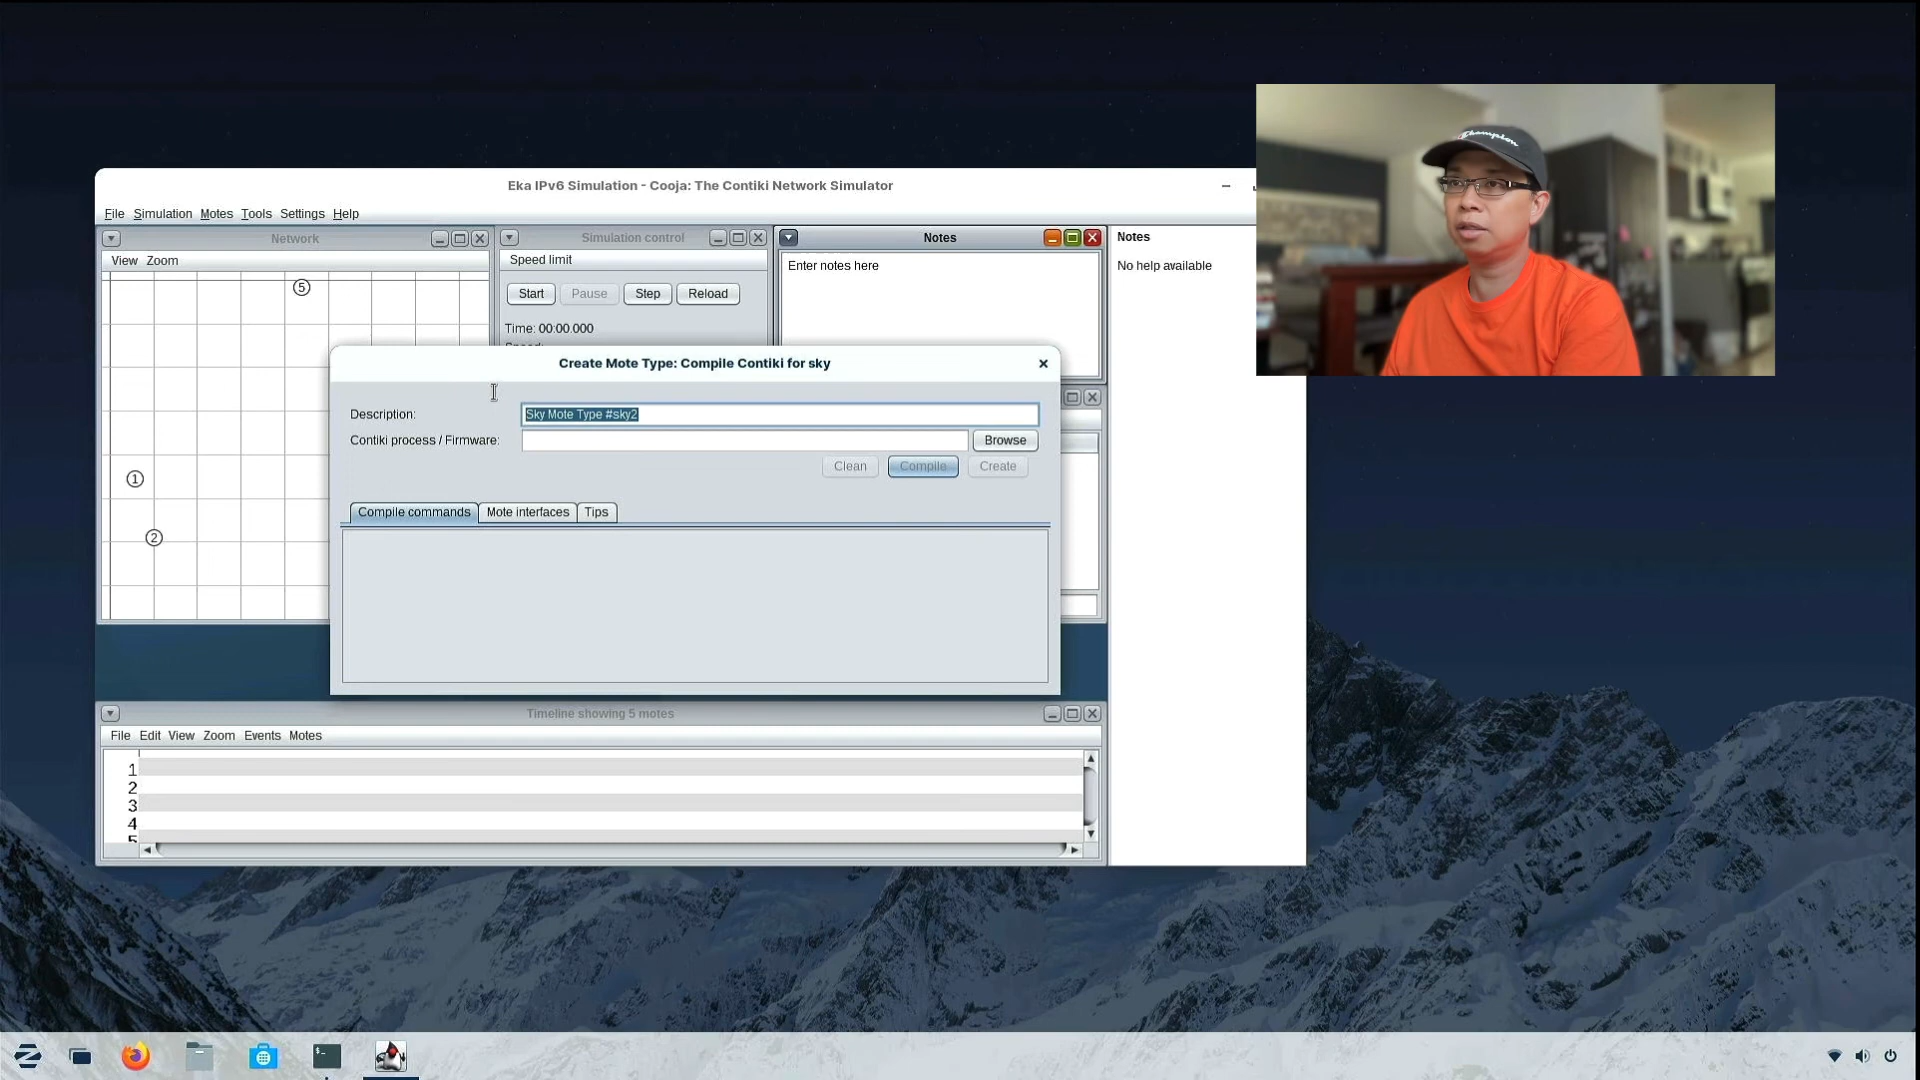 Champion
Eka IPv6 Simulation - Cooja: The Contiki Network Simulator
File Simulation Motes Tools Settings Help
Network
View Zoom
5
1
2
Simulation control
Speed limit
Start Pause Step Reload
Time: 00:00.000
Notes
Enter notes here
Notes
No help available
Create Mote Type: Compile Contiki for sky
Description: Sky Mote Type #sky2
Contiki process / Firmware: Browse
Clean Compile Create
Compile commands Mote interfaces Tips
Timeline showing 5 motes
File Edit View Zoom Events Motes
1
2
3
4
5